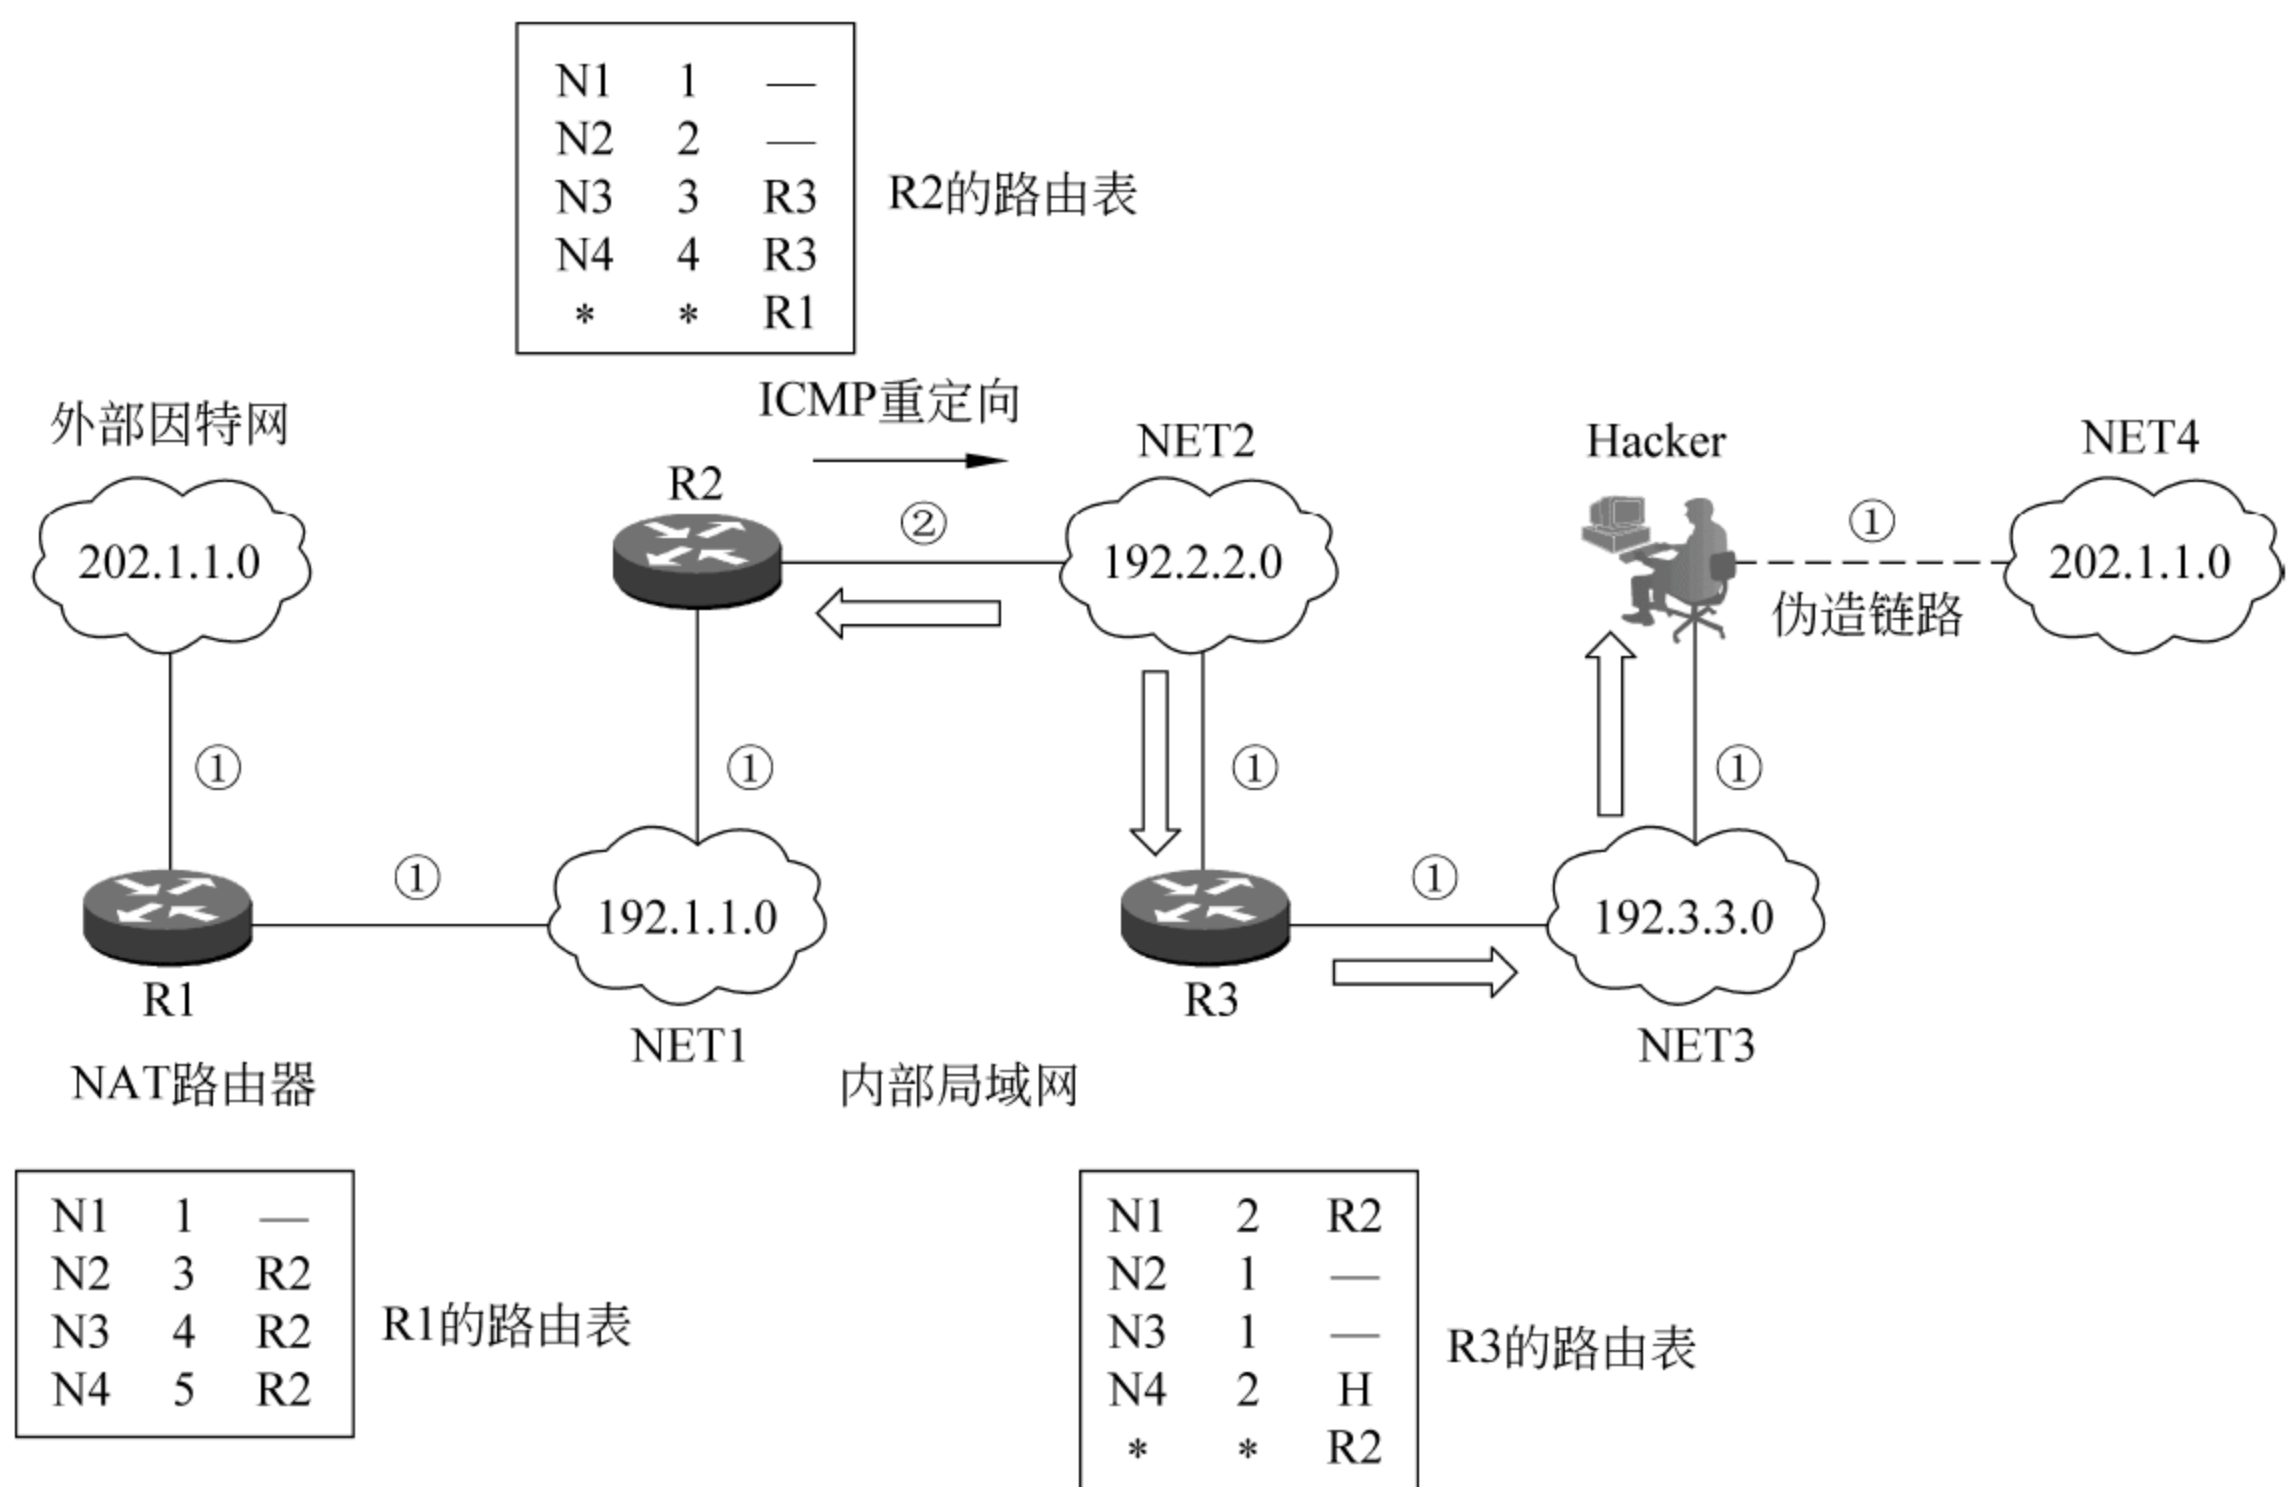 N1 1 —
N2 2 —
N3 3 R3
N4 4 R3
* * R1
R2的路由表
ICMP重定向
外部因特网
202.1.1.0
R2
②
NET2
192.2.2.0
Hacker
①
伪造链路
NET4
202.1.1.0
①
①
①
①
R1
NAT路由器
①
192.1.1.0
NET1
内部局域网
R3
①
192.3.3.0
NET3
N1 1 —
N2 3 R2
N3 4 R2
N4 5 R2
R1的路由表
N1 2 R2
N2 1 —
N3 1 —
N4 2 H
* * R2
R3的路由表